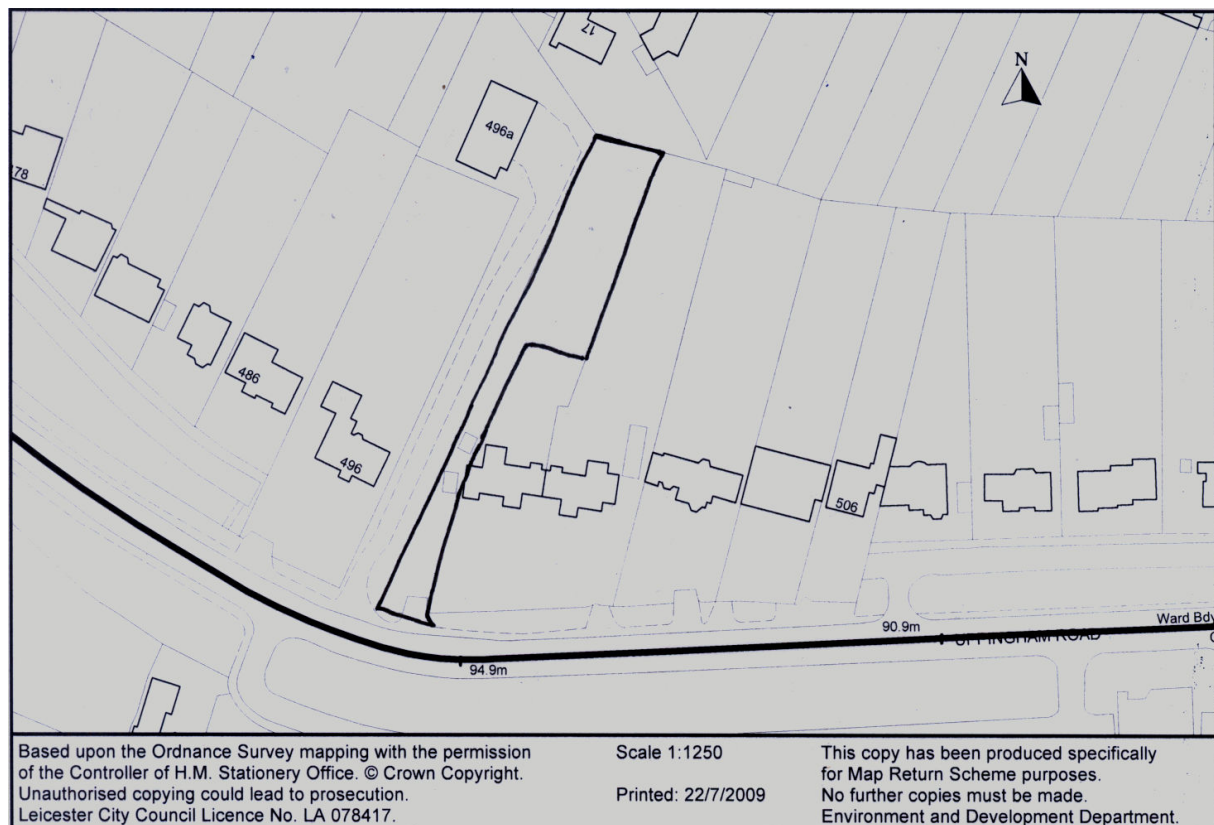 17
N
496a
478
486
496
506
90.9m
Ward Bdy
UPPINGHAM ROAD
94.9m
Based upon the Ordnance Survey mapping with the permission
of the Controller of H.M. Stationery Office. © Crown Copyright.
Unauthorised copying could lead to prosecution.
Leicester City Council Licence No. LA 078417.
Scale 1:1250
Printed: 22/7/2009
This copy has been produced specifically
for Map Return Scheme purposes.
No further copies must be made.
Environment and Development Department.